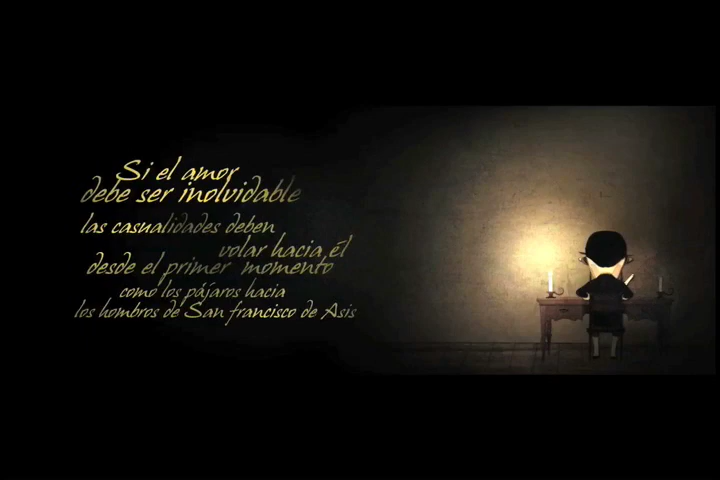 Si el amor
debe ser inolvidable
las casualidades deben
volar hacia él
desde el primer momento
como los pájaros hacia
los hombros de San francisco de Asis